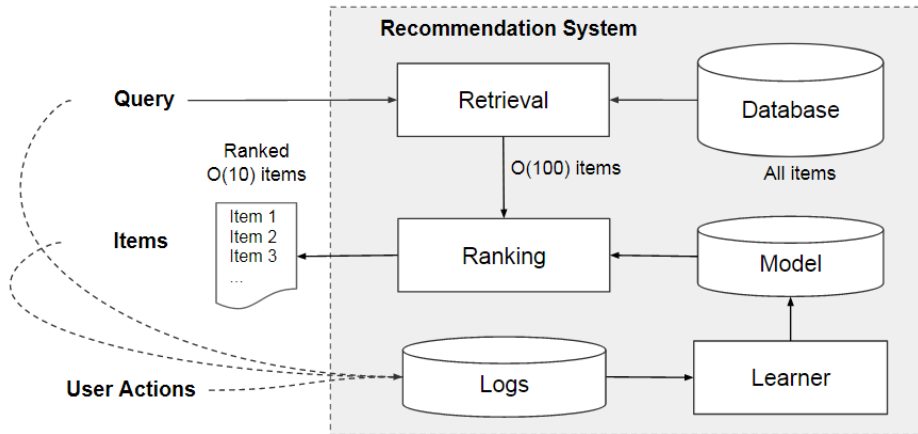 Recommendation System
Query
Retrieval
Database
Ranked
O(10) items
O(100) items
All items
Item 1
Item 2
Item 3
...
Items
Ranking
Model
User Actions
Logs
Learner